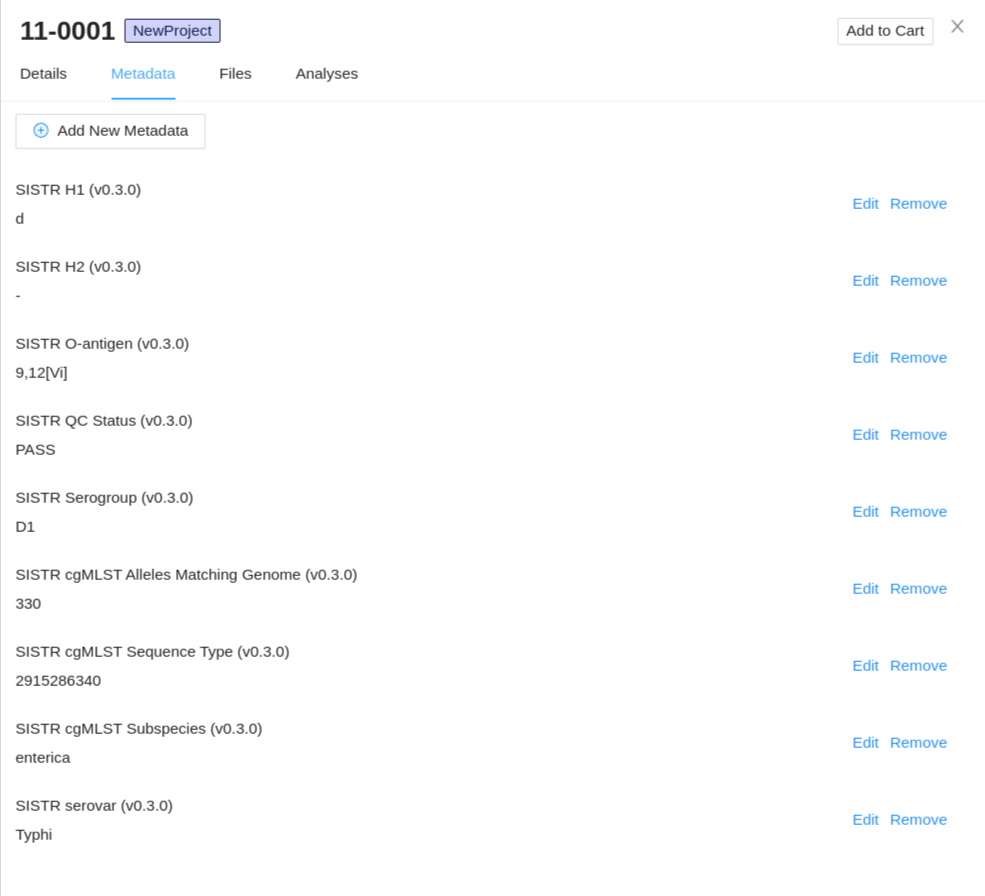 11-0001 NewProject Add to Cart
Details Metadata Files Analyses
Add New Metadata
SISTR H1 (v0.3.0)
d
Edit Remove
SISTR H2 (v0.3.0)
-
Edit Remove
SISTR O-antigen (v0.3.0)
9,12[Vi]
Edit Remove
SISTR QC Status (v0.3.0)
PASS
Edit Remove
SISTR Serogroup (v0.3.0)
D1
Edit Remove
SISTR cgMLST Alleles Matching Genome (v0.3.0)
330
Edit Remove
SISTR cgMLST Sequence Type (v0.3.0)
2915286340
Edit Remove
SISTR cgMLST Subspecies (v0.3.0)
enterica
Edit Remove
SISTR serovar (v0.3.0)
Typhi
Edit Remove